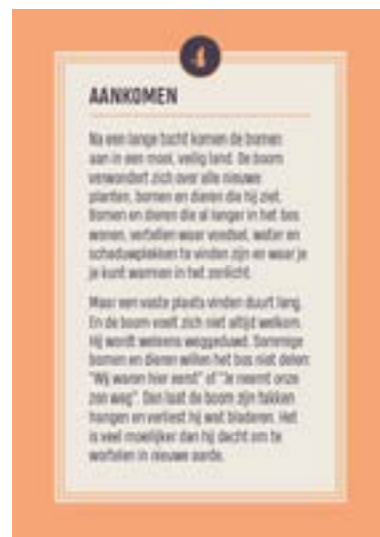 4
AANKOMEN
Na een lange tocht komen de bomen
aan in een mooi, veilig land. De boom
verwondert zich over alle nieuwe
planten, bomen en dieren die hij ziet.
Bomen en dieren die al langer in het bos
wonen, vertellen waar voedsel, water en
schaduwplekken te vinden zijn en waar je
je kunt warmen in het zonlicht.
Maar een vaste plaats vinden duurt lang.
En de boom voelt zich niet altijd welkom.
Hij wordt weleens weggeduwd. Sommige
bomen en dieren willen het bos niet delen:
"Wij waren hier eerst" of "Je neemt onze
zon weg". Dan laat de boom zijn takken
hangen en verliest hij wat bladeren. Het
is veel moeilijker dan hij dacht om te
wortelen in nieuwe aarde.